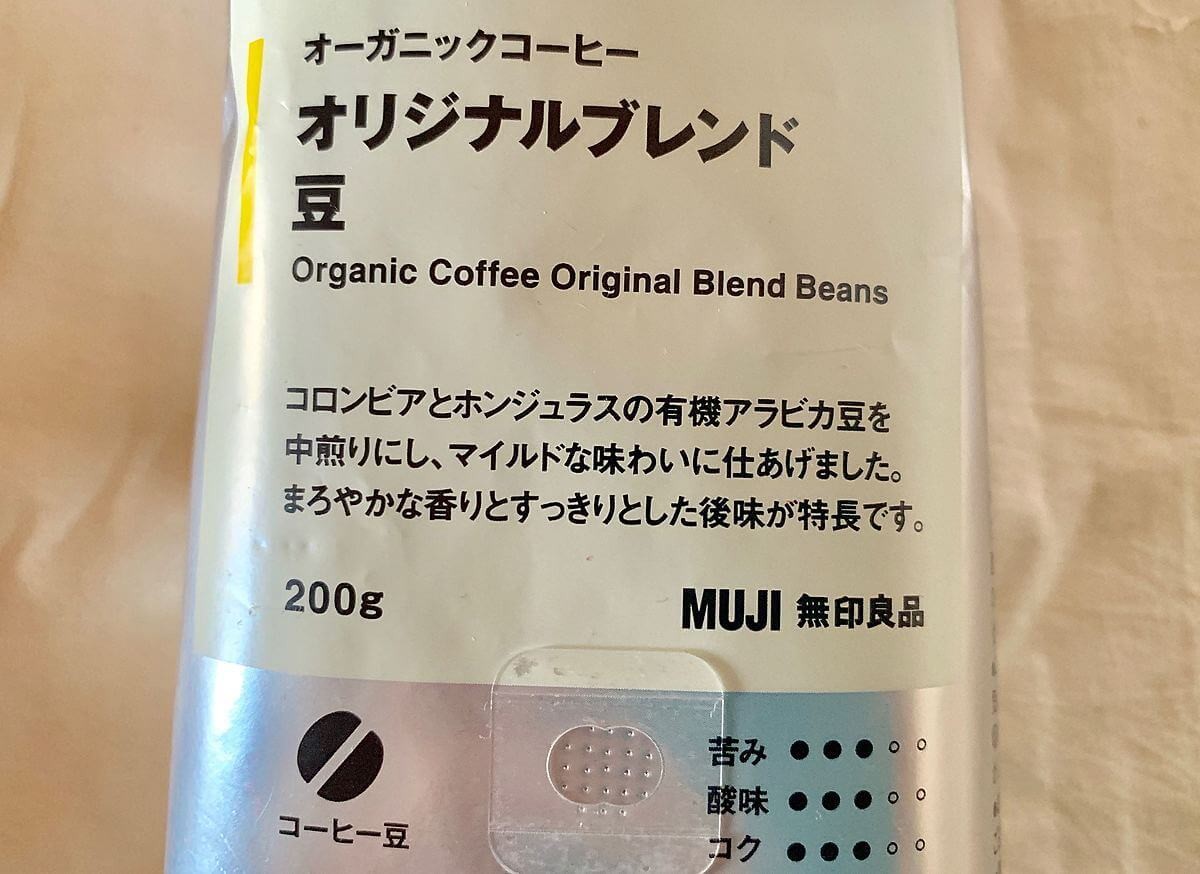 オーガニックコーヒー
オリジナルブレンド
豆
Organic Coffee Original Blend Beans
コロンビアとホンジュラスの有機アラビカ豆を
中煎りにし、マイルドな味わいに仕あげました。
まろやかな香りとすっきりとした後味が特長です。
200g
MUJI 無印良品
コーヒー豆
苦み ●●●○○
酸味 ●●●○○
コク ●●●○○